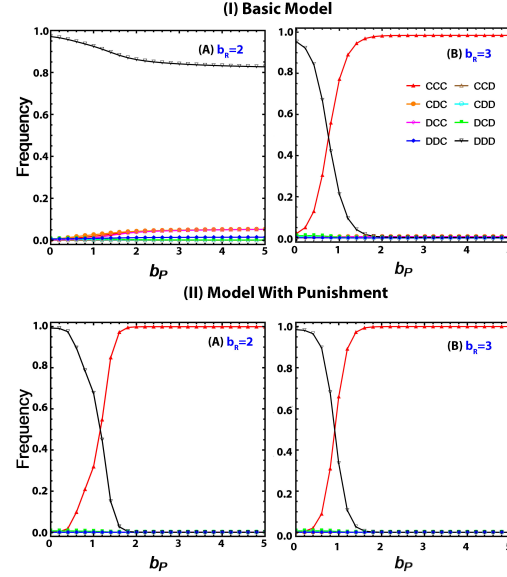 (I) Basic Model
(A) b_R=2
(B) b_R=3
Frequency
1.0
0.8
0.6
0.4
0.2
0.0
0 1 2 3 4 5
b_P
1.0
0.8
0.6
0.4
0.2
0.0
0 1 2 3 4 5
b_P
CCC CCD
CDC CDD
DCC DCD
DDC DDD
(II) Model With Punishment
(A) b_R=2
(B) b_R=3
Frequency
1.0
0.8
0.6
0.4
0.2
0.0
0 1 2 3 4 5
b_P
1.0
0.8
0.6
0.4
0.2
0.0
0 1 2 3 4 5
b_P